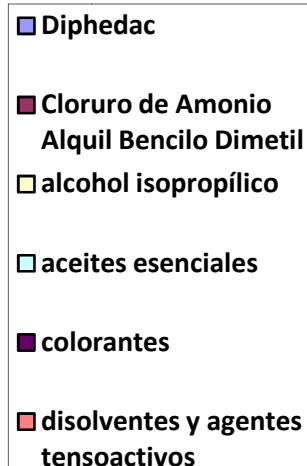 Diphedac
Cloruro de Amonio
Alquil Bencilo Dimetil
alcohol isopropílico
aceites esenciales
colorantes
disolventes y agentes
tensoactivos